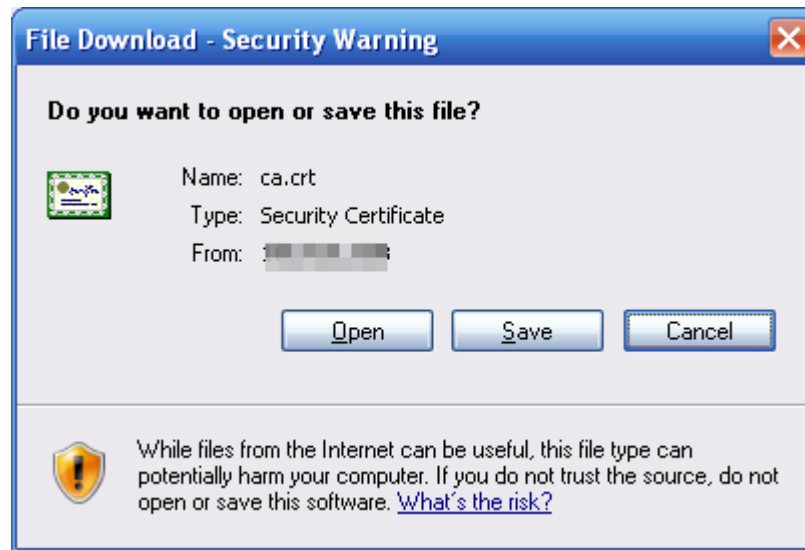 File Download - Security Warning
Do you want to open or save this file?
Name: ca.crt
Type: Security Certificate
From:
Open Save Cancel
While files from the Internet can be useful, this file type can
potentially harm your computer. If you do not trust the source, do not
open or save this software. What's the risk?